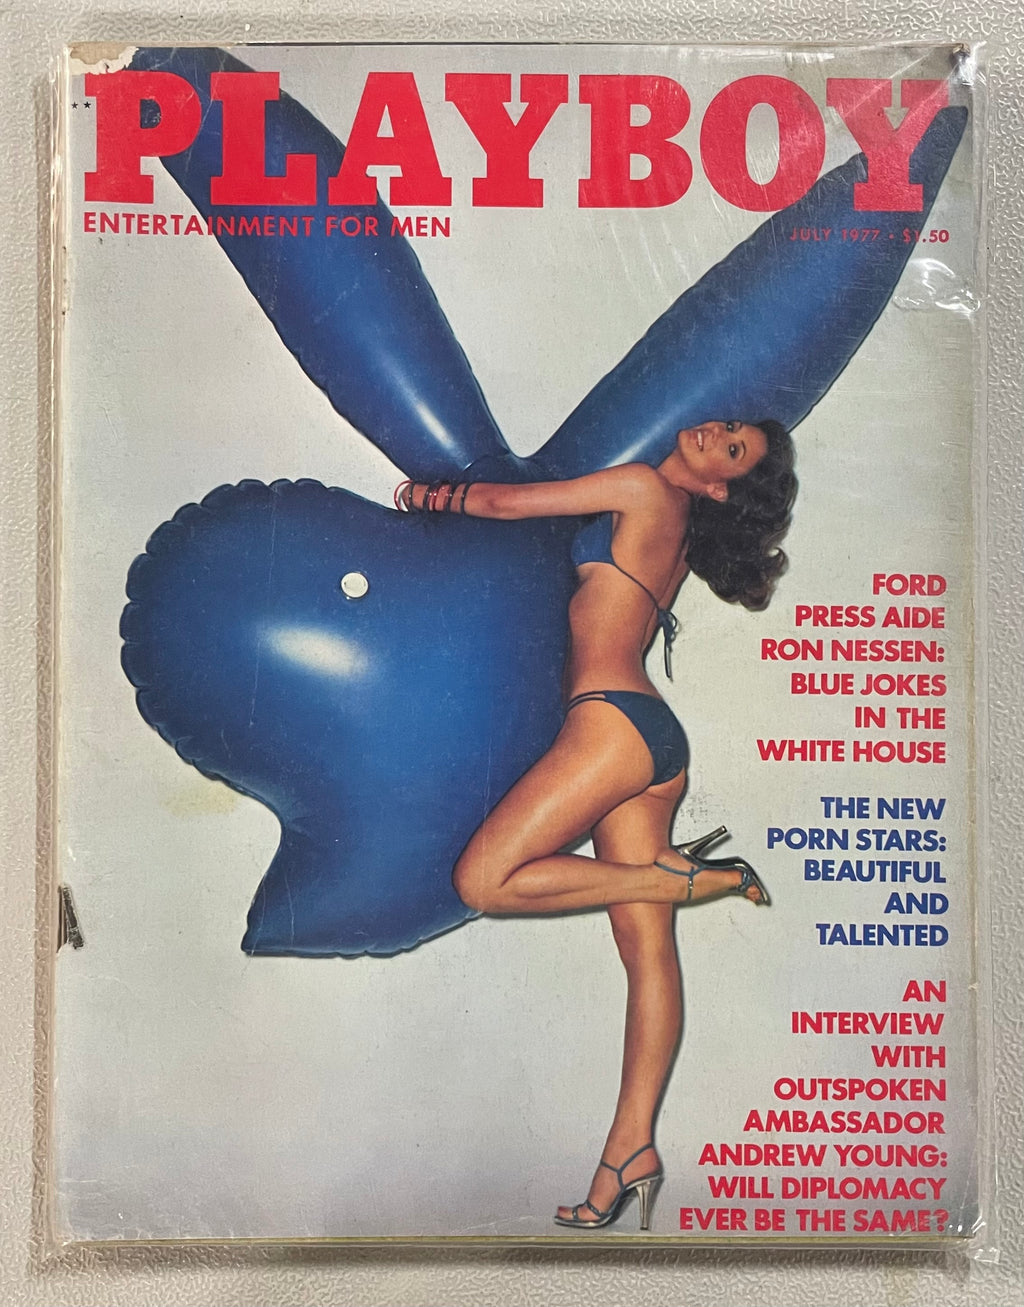 PLAYBOY
ENTERTAINMENT FOR MEN
JULY 1977 • $1.50
FORD
PRESS AIDE
RON NESSEN:
BLUE JOKES
IN THE
WHITE HOUSE
THE NEW
PORN STARS:
BEAUTIFUL
AND
TALENTED
AN
INTERVIEW
WITH
OUTSPOKEN
AMBASSADOR
ANDREW YOUNG:
WILL DIPLOMACY
EVER BE THE SAME?